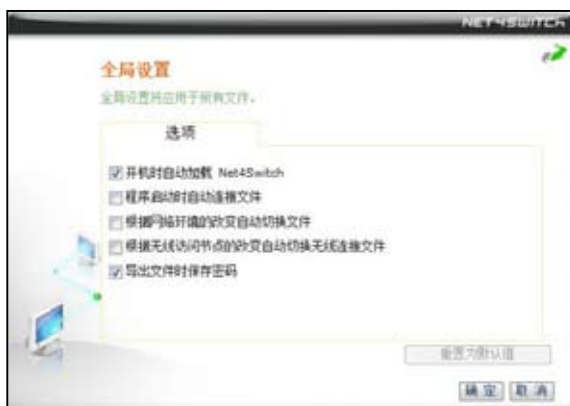 NET4SWITCH
全局设置
全局设置将应用于所有文件。
选项
开机时自动加载 Net4Switch
程序启动时自动连接文件
根据网络环境的改变自动切换文件
根据无线访问节点的改变自动切换无线连接文件
导出文件时保存密码
重置为默认值
确定 取消